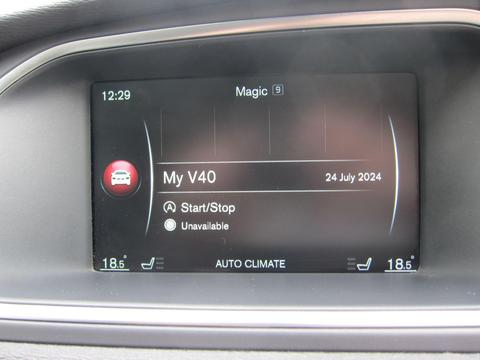 12:29
Magic 9
My V40 24 July 2024
Start/Stop
Unavailable
18.5° AUTO CLIMATE 18.5°